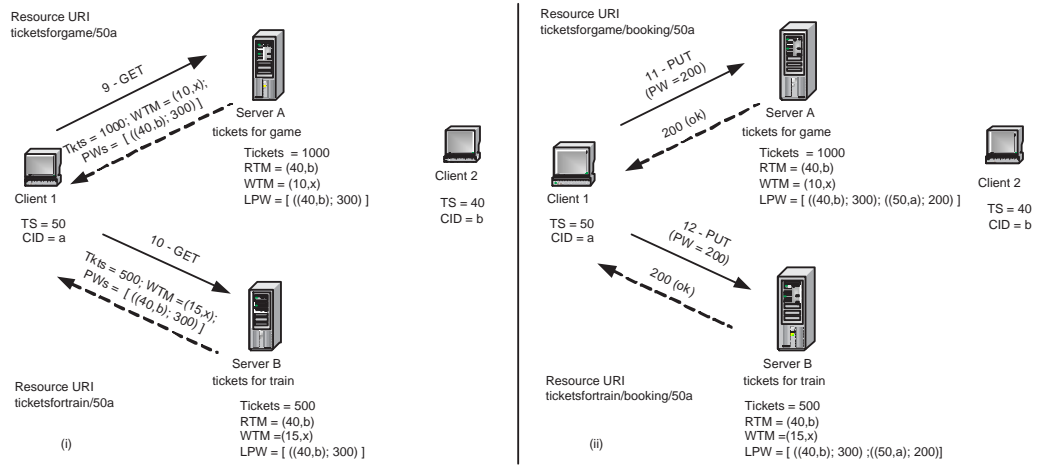 Resource URI
ticketsforgame/50a
9 - GET
Tkts = 1000; WTM = (10,x);
PWs = [ ((40,b); 300) ]
Server A
tickets for game
Tickets = 1000
RTM = (40,b)
WTM = (10,x)
LPW = [ ((40,b); 300) ]
Client 1
TS = 50
CID = a
Client 2
TS = 40
CID = b
10 - GET
Tkts = 500; WTM =(15,x);
PWs = [ ((40,b); 300) ]
Server B
tickets for train
Resource URI
ticketsfortrain/50a
Tickets = 500
RTM = (40,b)
WTM =(15,x)
LPW = [ ((40,b); 300) ]
(i)
Resource URI
ticketsforgame/booking/50a
11 - PUT
(PW =200)
200 (ok)
Server A
tickets for game
Tickets = 1000
RTM = (40,b)
WTM = (10,x)
LPW = [ ((40,b); 300); ((50,a); 200) ]
Client 1
TS = 50
CID = a
Client 2
TS = 40
CID = b
12 - PUT
(PW = 200)
200 (ok)
Server B
tickets for train
Resource URI
ticketsfortrain/booking/50a
Tickets = 500
RTM = (40,b)
WTM =(15,x)
LPW = [ ((40,b); 300) ;((50,a); 200)]
(ii)